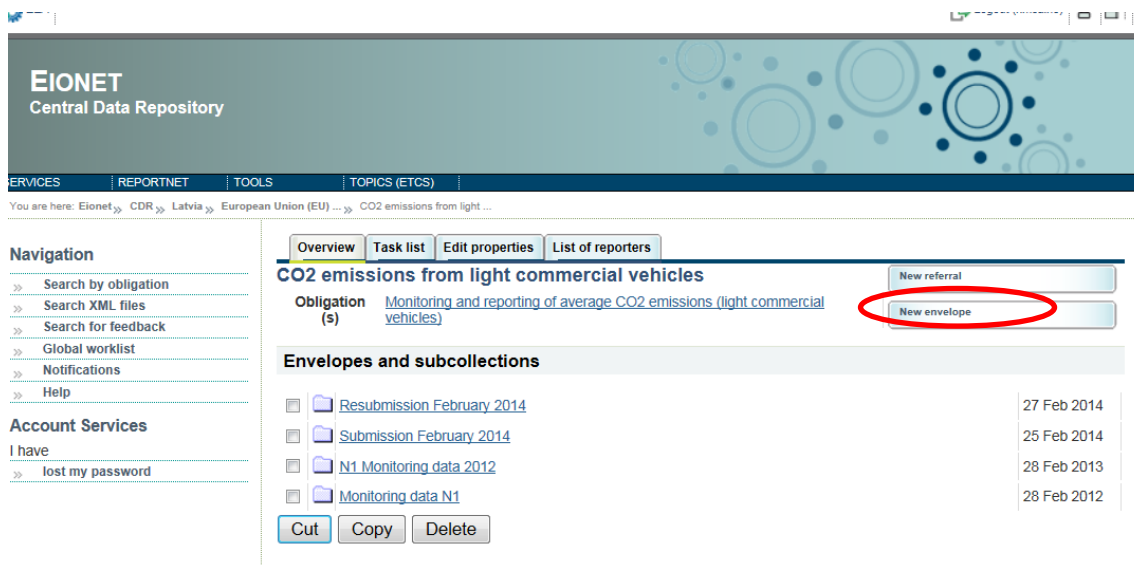 EIONET
Central Data Repository
SERVICES REPORTNET TOOLS TOPICS (ETCS)
You are here: Eionet » CDR » Latvia » European Union (EU) ... » CO2 emissions from light ...
Navigation
» Search by obligation
» Search XML files
» Search for feedback
» Global worklist
» Notifications
» Help
Account Services
I have
» lost my password
Overview Task list Edit properties List of reporters
CO2 emissions from light commercial vehicles
New referral
New envelope
Obligation (s)
Monitoring and reporting of average CO2 emissions (light commercial
vehicles)
Envelopes and subcollections
Resubmission February 2014 27 Feb 2014
Submission February 2014 25 Feb 2014
N1 Monitoring data 2012 28 Feb 2013
Monitoring data N1 28 Feb 2012
Cut Copy Delete